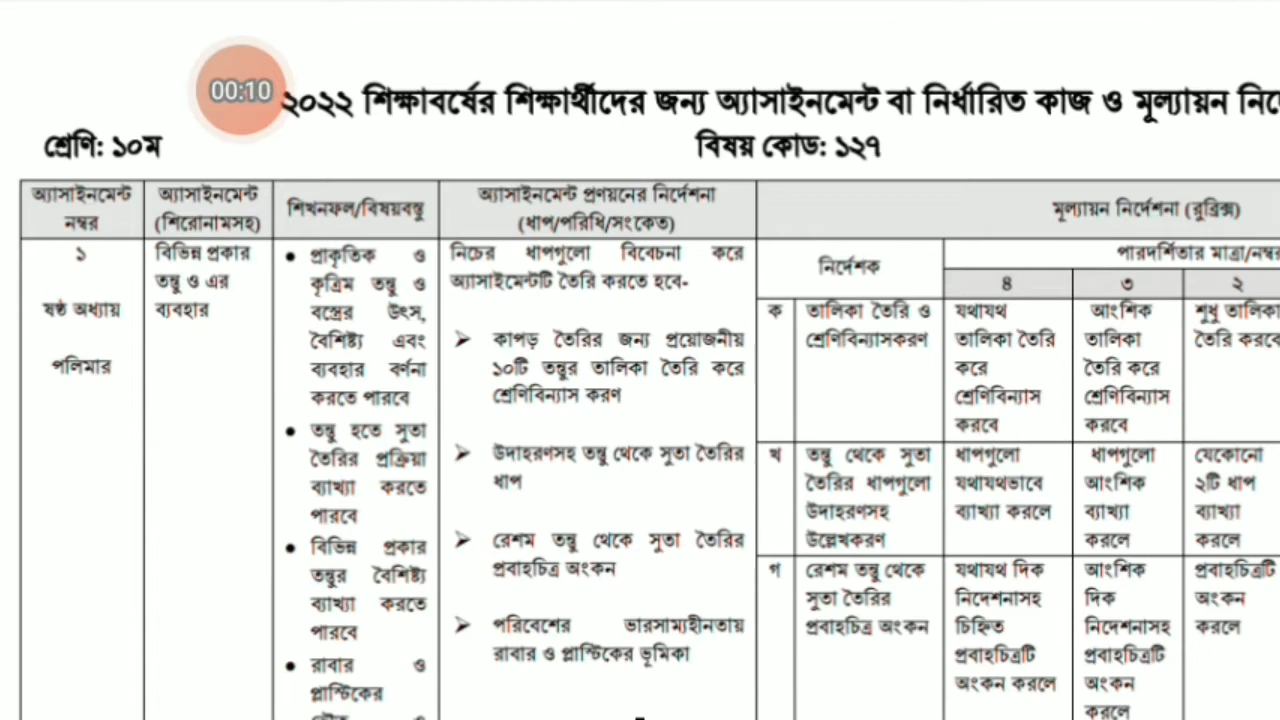 00:10
২০২২ শিক্ষাবর্ষের শিক্ষার্থীদের জন্য অ্যাসাইনমেন্ট বা নির্ধারিত কাজ ও মূল্যায়ন
শ্রেণি: ১০ম
বিষয় কোড: ১২৭
অ্যাসাইনমেন্ট
নম্বর
অ্যাসাইনমেন্ট
(শিরোনামসহ)
শিখনফল/বিষয়বস্তু
অ্যাসাইনমেন্ট প্রণয়নের নির্দেশনা
(ধাপ/পরিধি/সংকেত)
মূল্যায়ন নির্দেশনা (রুব্রিক্স)
নির্দেশক
পারদর্শিতার মাত্রা/নম্বর
৪
৩
২
১
ষষ্ঠ অধ্যায়
পলিমার
বিভিন্ন প্রকার
তন্তু ও এর
ব্যবহার
• প্রাকৃতিক ও
কৃত্রিম তন্তু ও
বস্ত্রের উৎস,
বৈশিষ্ট্য এবং
ব্যবহার বর্ণনা
করতে পারবে
• তন্তু হতে সুতা
তৈরির প্রক্রিয়া
ব্যাখ্যা করতে
পারবে
• বিভিন্ন প্রকার
তন্তুর বৈশিষ্ট্য
ব্যাখ্যা করতে
পারবে
• রাবার ও
প্লাস্টিকের
নিচের ধাপগুলো বিবেচনা করে
অ্যাসাইমেন্টটি তৈরি করতে হবে-
➢ কাপড় তৈরির জন্য প্রয়োজনীয়
১০টি তন্তুর তালিকা তৈরি করে
শ্রেণিবিন্যাস করণ
➢ উদাহরণসহ তন্তু থেকে সুতা তৈরির
ধাপ
➢ রেশম তন্তু থেকে সুতা তৈরির
প্রবাহচিত্র অংকন
➢ পরিবেশের ভারসাম্যহীনতায়
রাবার ও প্লাস্টিকের ভূমিকা
ক
তালিকা তৈরি ও
শ্রেণিবিন্যাসকরণ
যথাযথ
তালিকা তৈরি
করে
শ্রেণিবিন্যাস
করবে
আংশিক
তালিকা
তৈরি করে
শ্রেণিবিন্যাস
করবে
শুধু তালিকা
তৈরি করবে
খ
তন্তু থেকে সুতা
তৈরির ধাপগুলো
উদাহরণসহ
উল্লেখকরণ
ধাপগুলো
যথাযথভাবে
ব্যাখ্যা করলে
ধাপগুলো
আংশিক
ব্যাখ্যা
করলে
যেকোনো
২টি ধাপ
ব্যাখ্যা
করলে
গ
রেশম তন্তু থেকে
সুতা তৈরির
প্রবাহচিত্র অংকন
যথাযথ দিক
নিদেশনাসহ
চিহ্নিত
প্রবাহচিত্রটি
অংকন করলে
আংশিক
দিক
নিদেশনাসহ
প্রবাহচিত্রটি
অংকন
করলে
প্রবাহচিত্রটি
অংকন
করলে